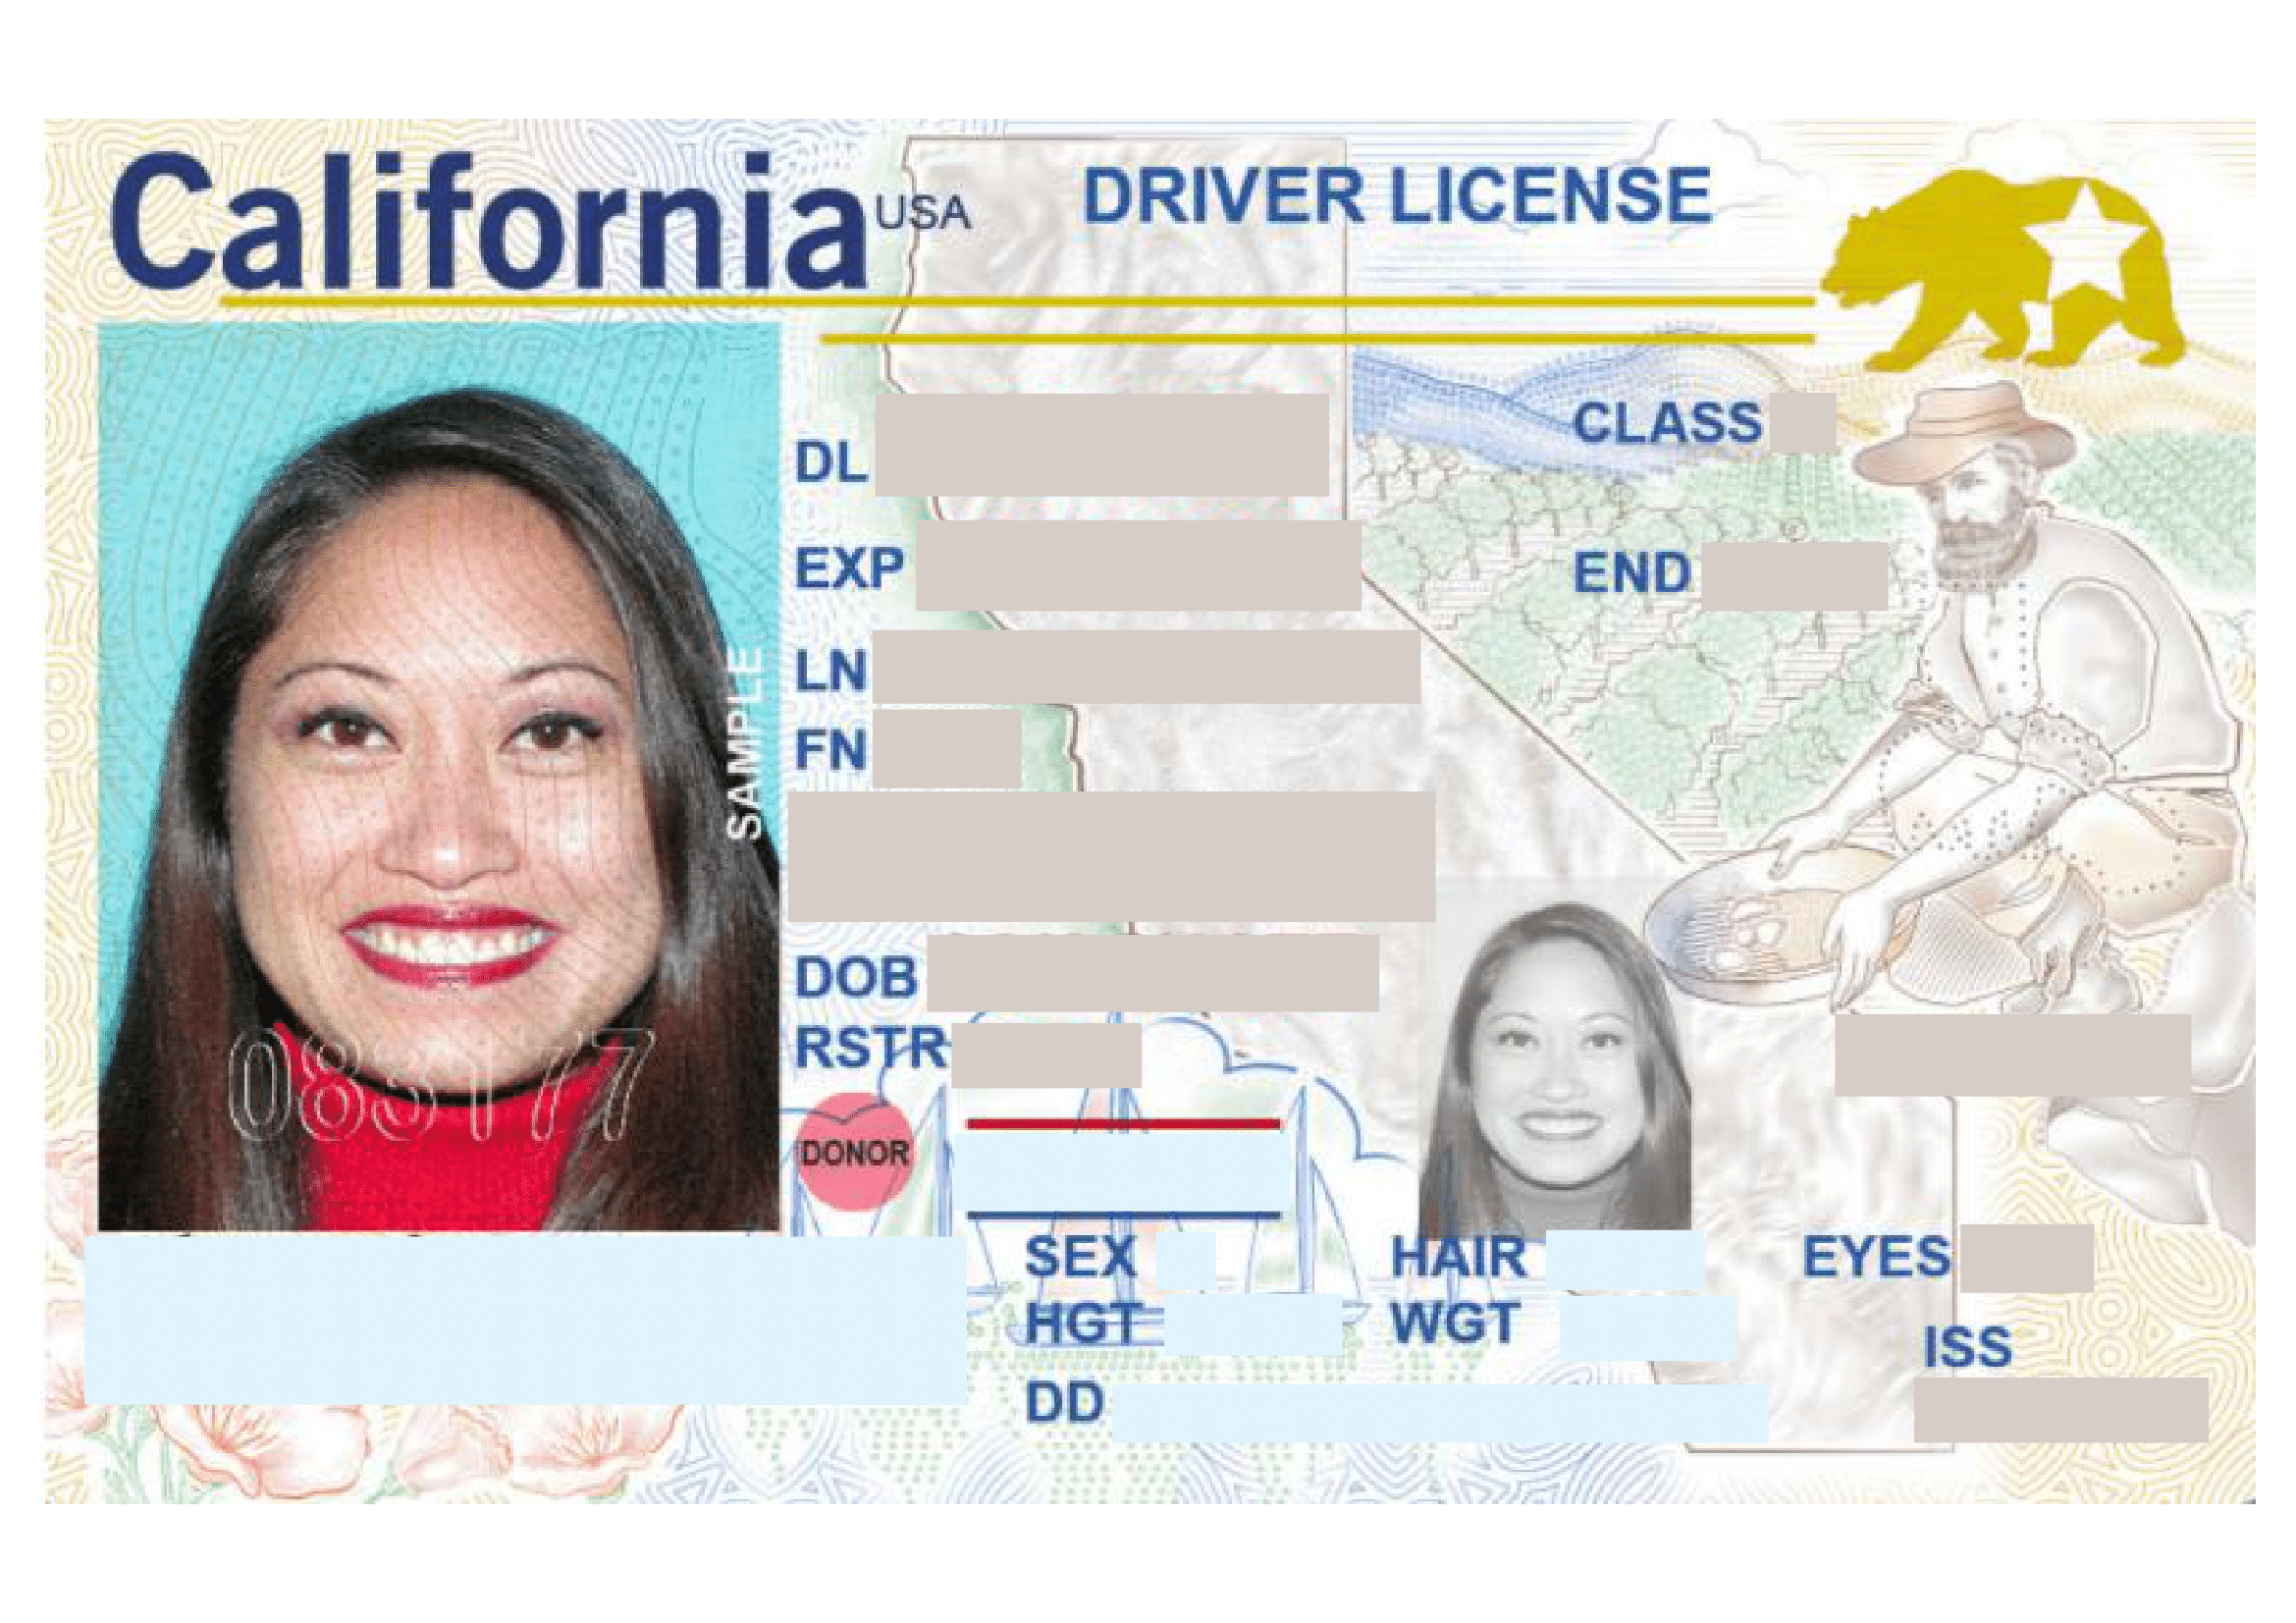 California USA DRIVER LICENSE
DL
CLASS
EXP
END
LN
FN
SAMPLE
DOB
RSTR
DONOR
SEX HAIR EYES
HGT WGT
ISS
DD